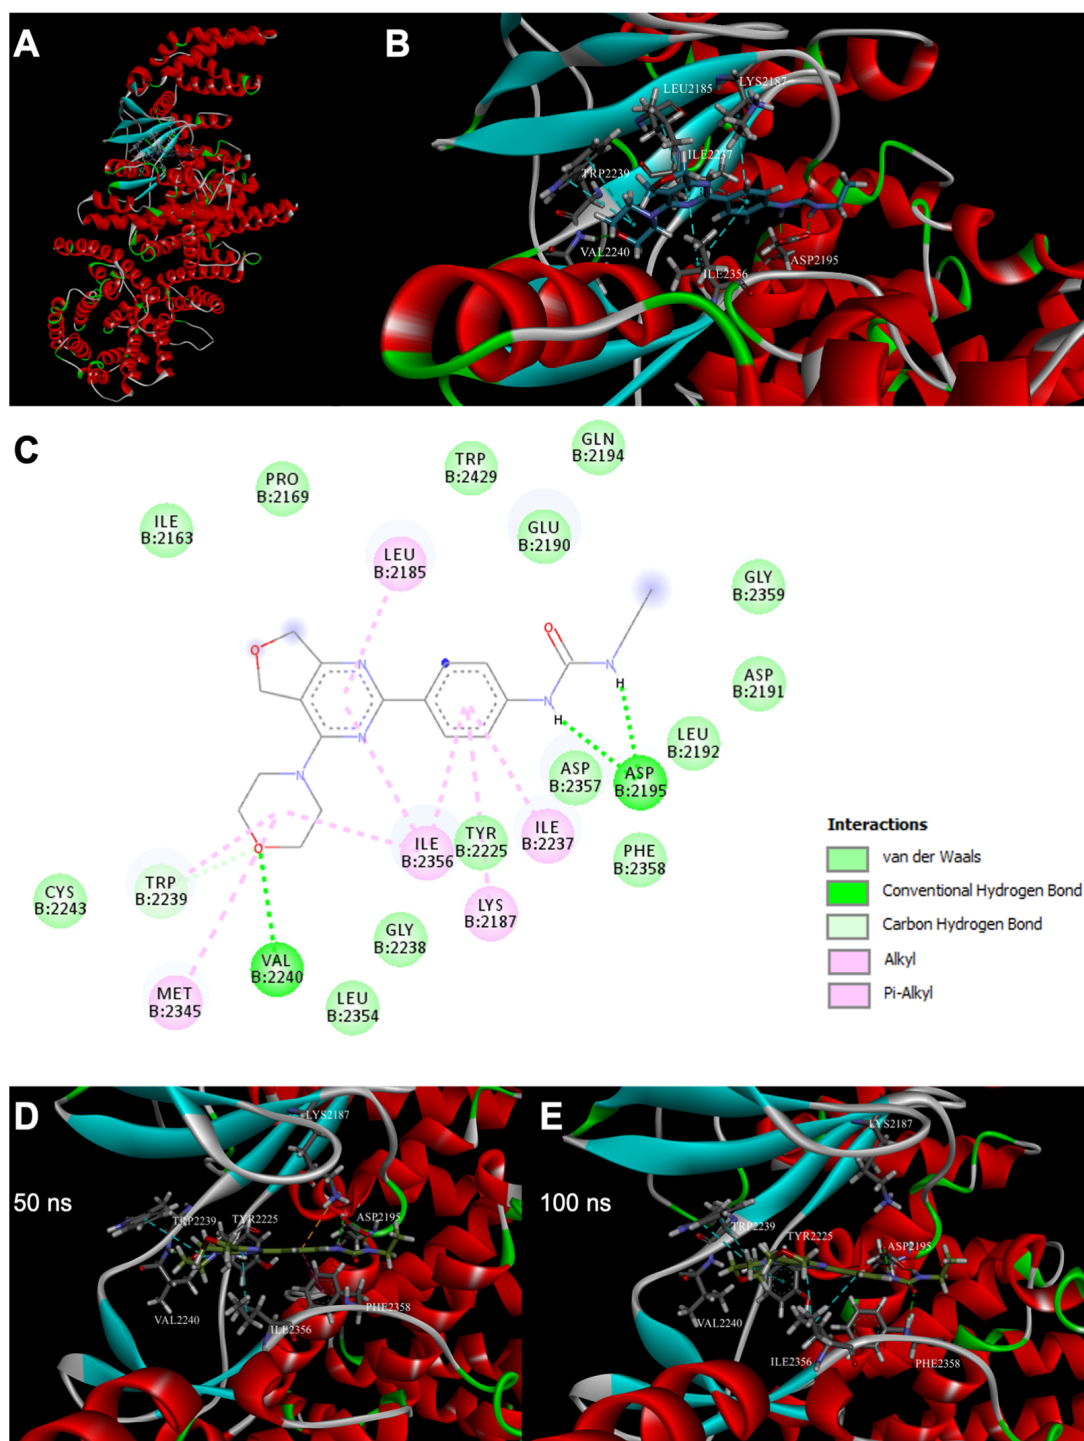 A
B
LEU2185
LYS2187
ILE2237
TRP2239
VAL2240
ILE2356
ASP2195
C
GLN
B:2194
TRP
B:2429
PRO
B:2169
ILE
B:2163
GLU
B:2190
LEU
B:2185
GLY
B:2359
O
N
O
N
N
H
ASP
B:2191
N
H
LEU
B:2192
N
ASP
B:2357
ASP
B:2195
O
TYR
B:2225
ILE
B:2237
ILE
B:2356
PHE
B:2358
TRP
B:2239
CYS
B:2243
LYS
B:2187
GLY
B:2238
VAL
B:2240
MET
B:2345
LEU
B:2354
Interactions
van der Waals
Conventional Hydrogen Bond
Carbon Hydrogen Bond
Alkyl
Pi-Alkyl
D
50 ns
LYS2187
TRP2239
TYR2225
ASP2195
VAL2240
PHE2358
ILE2356
E
100 ns
LYS2187
TRP2239
TYR2225
ASP2195
VAL2240
ILE2356
PHE2358